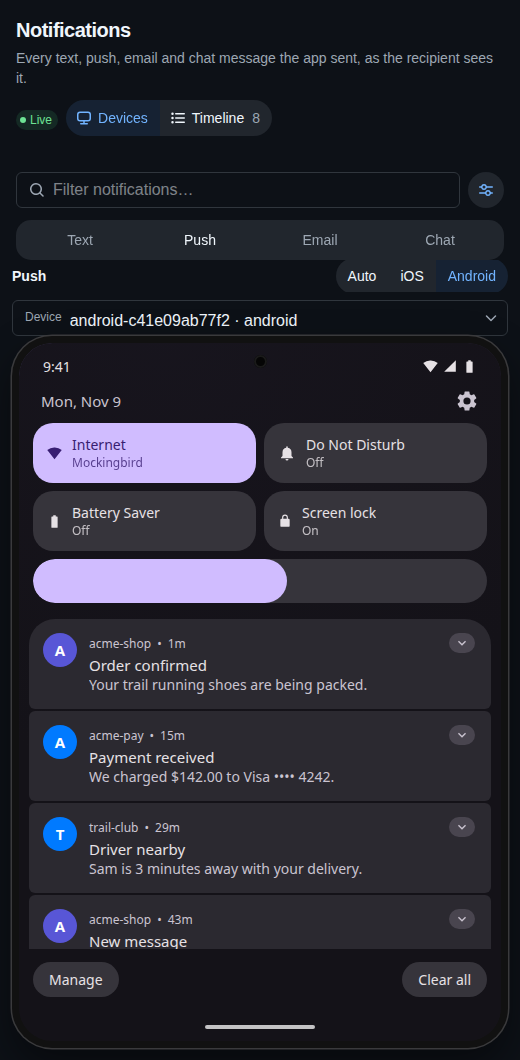 Notifications
Every text, push, email and chat message the app sent, as the recipient sees
it.
Live
Devices
Timeline 8
Filter notifications…
Text
Push
Email
Chat
Push
Auto
iOS
Android
Device android-c41e09ab77f2 · android
9:41
Mon, Nov 9
Internet
Mockingbird
Do Not Disturb
Off
Battery Saver
Off
Screen lock
On
A
acme-shop • 1m
Order confirmed
Your trail running shoes are being packed.
A
acme-pay • 15m
Payment received
We charged $142.00 to Visa •••• 4242.
T
trail-club • 29m
Driver nearby
Sam is 3 minutes away with your delivery.
A
acme-shop • 43m
New message
Manage
Clear all